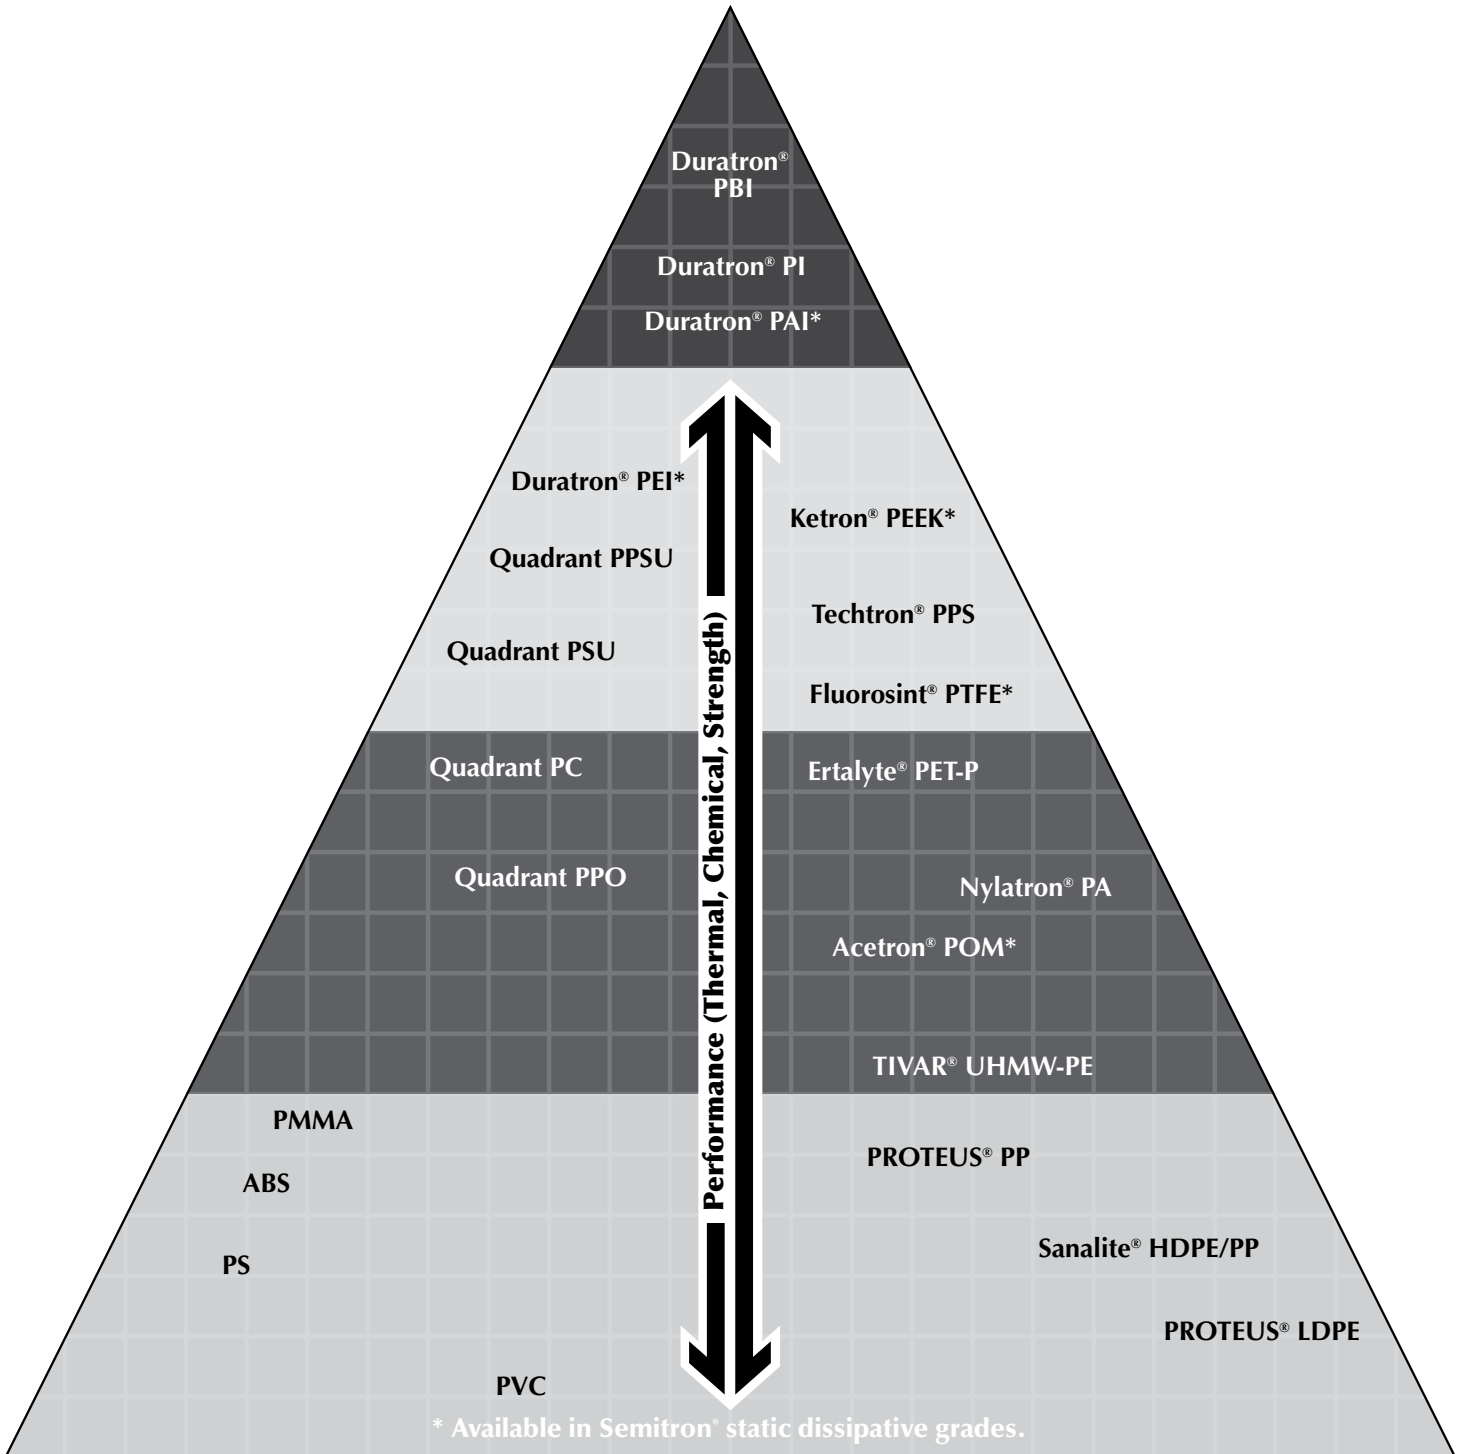 Duratron®
PBI
Duratron® PI
Duratron® PAI*
Duratron® PEI*
Ketron® PEEK*
Quadrant PPSU
Techtron® PPS
Quadrant PSU
Fluorosint® PTFE*
Performance (Thermal, Chemical, Strength)
Quadrant PC
Ertalyte® PET-P
Quadrant PPO
Nylatron® PA
Acetron® POM*
TIVAR® UHMW-PE
PMMA
PROTEUS® PP
ABS
Sanalite® HDPE/PP
PS
PROTEUS® LDPE
PVC
* Available in Semitron® static dissipative grades.